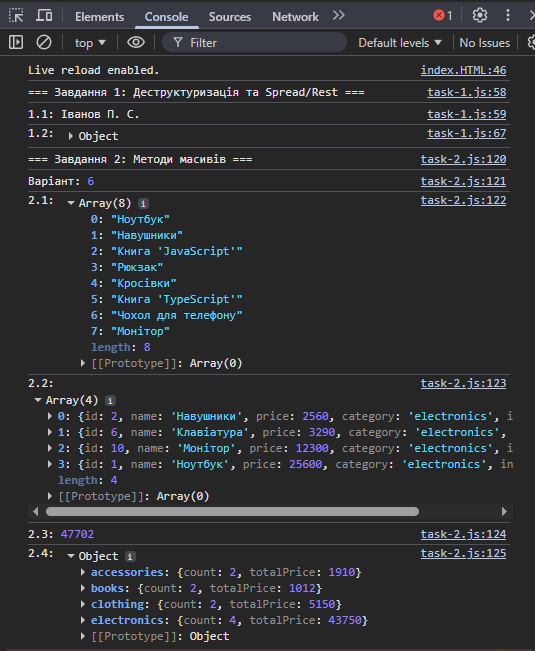 Elements Console Sources Network 1
top Filter Default levels No Issues
Live reload enabled. index.HTML:46
=== Завдання 1: Деструктуризація та Spread/Rest === task-1.js:58
1.1: Іванов П. С. task-1.js:59
1.2: Object task-1.js:67
=== Завдання 2: Методи масивів === task-2.js:120
Варіант: 6 task-2.js:121
2.1: Array(8) i task-2.js:122
0: "Ноутбук"
1: "Навушники"
2: "Книга 'JavaScript'"
3: "Рюкзак"
4: "Кросівки"
5: "Книга 'TypeScript'"
6: "Чохол для телефону"
7: "Монітор"
length: 8
[[Prototype]]: Array(0)
2.2: task-2.js:123
Array(4) i
0: {id: 2, name: 'Навушники', price: 2560, category: 'electronics', in
1: {id: 6, name: 'Клавіатура', price: 3290, category: 'electronics',
2: {id: 10, name: 'Монітор', price: 12300, category: 'electronics',
3: {id: 1, name: 'Ноутбук', price: 25600, category: 'electronics', in
length: 4
[[Prototype]]: Array(0)
2.3: 47702 task-2.js:124
2.4: Object i task-2.js:125
accessories: {count: 2, totalPrice: 1910}
books: {count: 2, totalPrice: 1012}
clothing: {count: 2, totalPrice: 5150}
electronics: {count: 4, totalPrice: 43750}
[[Prototype]]: Object